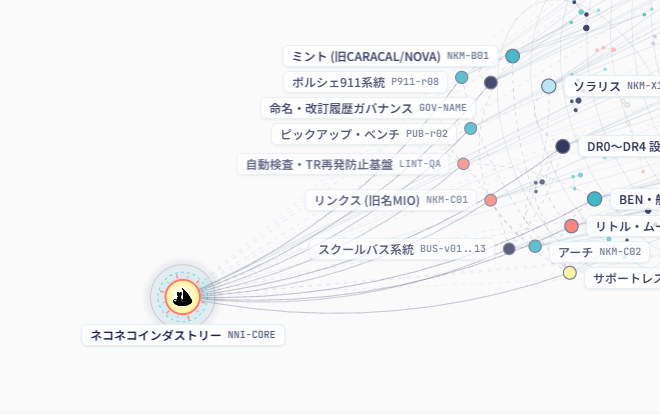 ミント (旧CARACAL/NOVA) NKM-B01
ポルシェ911系統 P911-r08
ソラリス NKM-X1
命名・改訂履歴ガバナンス GOV-NAME
ピックアップ・ベンチ PUB-r02
DR0〜DR4 設
自動検査・TR再発防止基盤 LINT-QA
リンクス (旧名MIO) NKM-C01
BEN・
リトル・ム
スクールバス系統 BUS-v01..13
アーチ NKM-C02
サポートレス
ネコネコインダストリー NNI-CORE